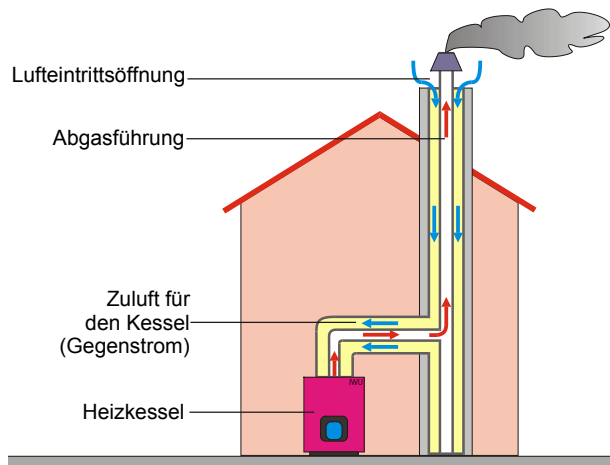 Lufteintrittsöffnung
Abgasführung
Zuluft für
den Kessel
(Gegenstrom)
IWU
Heizkessel